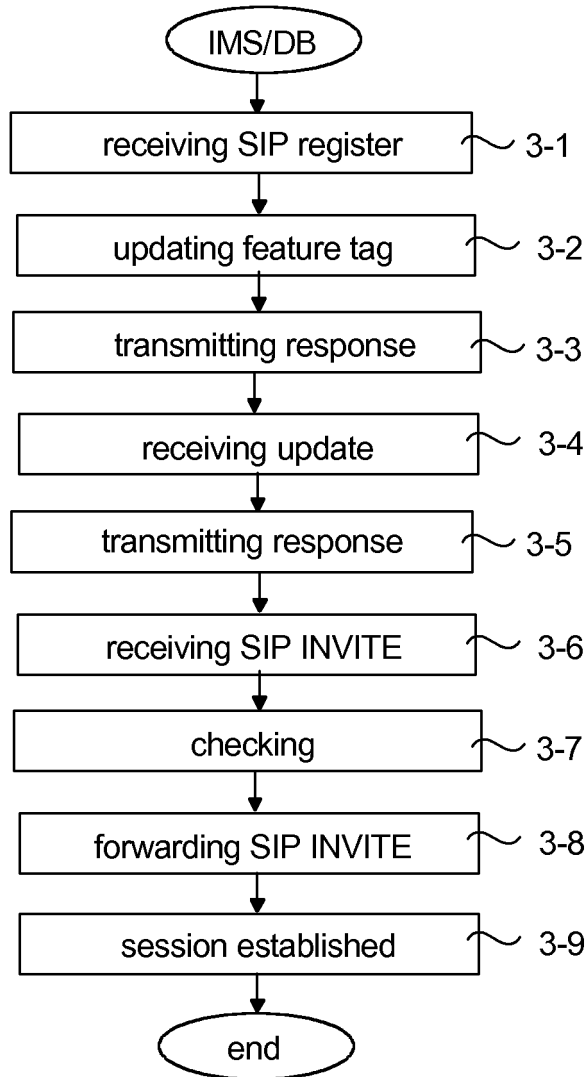 IMS/DB
receiving SIP register 3-1
updating feature tag 3-2
transmitting response 3-3
receiving update 3-4
transmitting response 3-5
receiving SIP INVITE 3-6
checking 3-7
forwarding SIP INVITE 3-8
session established 3-9
end